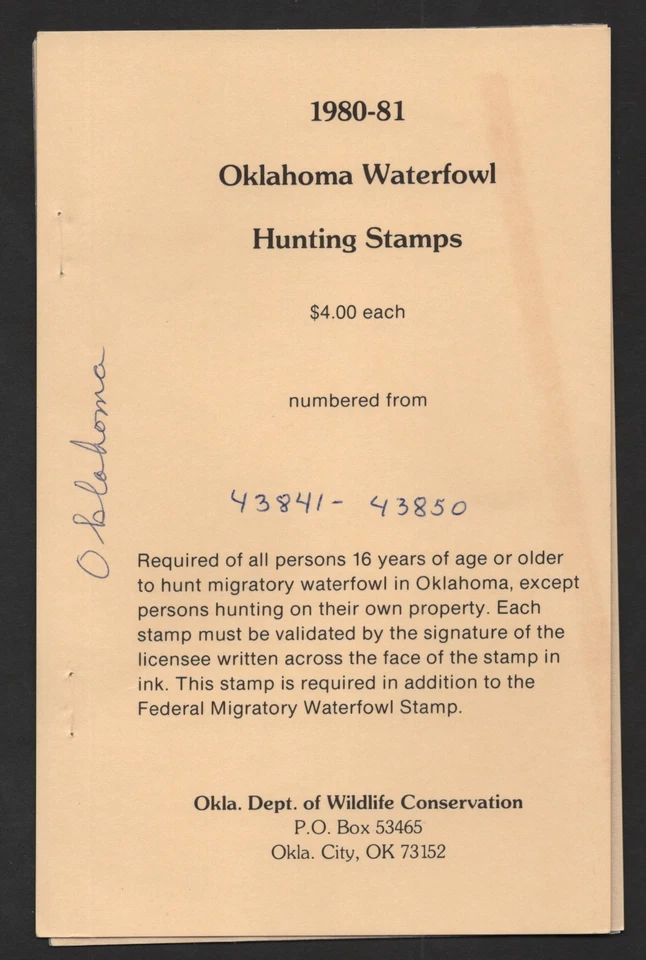 1980-81
Oklahoma Waterfowl
Hunting Stamps
$4.00 each
numbered from
43841- 43850
Oklahoma
Required of all persons 16 years of age or older
to hunt migratory waterfowl in Oklahoma, except
persons hunting on their own property. Each
stamp must be validated by the signature of the
licensee written across the face of the stamp in
ink. This stamp is required in addition to the
Federal Migratory Waterfowl Stamp.
Okla. Dept. of Wildlife Conservation
P.O. Box 53465
Okla. City, OK 73152